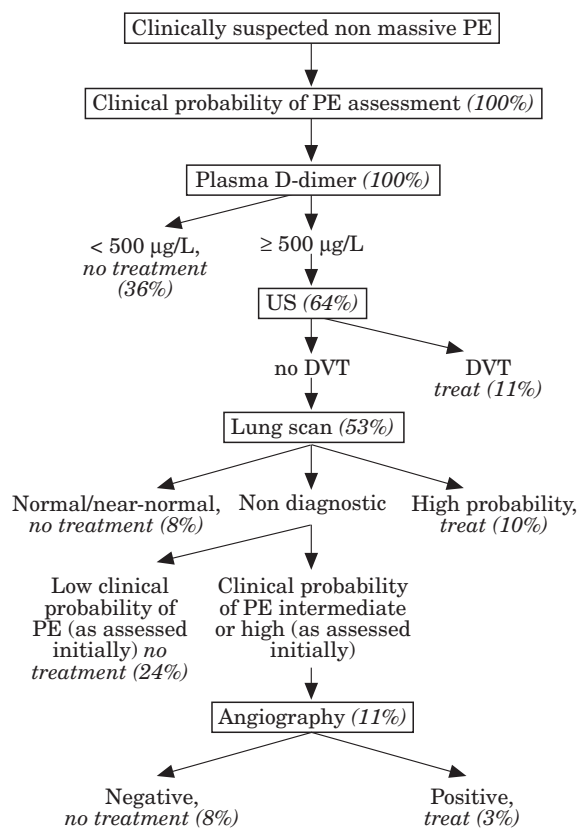 Clinically suspected non massive PE
Clinical probability of PE assessment (100%)
Plasma D-dimer (100%)
< 500 µg/L,
no treatment
(36%)
≥ 500 µg/L
US (64%)
no DVT
DVT
treat (11%)
Lung scan (53%)
Normal/near-normal,
no treatment (8%)
Non diagnostic
High probability,
treat (10%)
Low clinical
probability of
PE (as assessed
initially) no
treatment (24%)
Clinical probability
of PE intermediate
or high (as assessed
initially)
Angiography (11%)
Negative,
no treatment (8%)
Positive,
treat (3%)